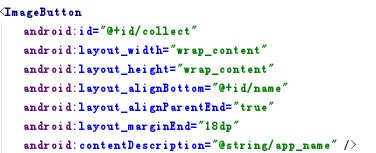 <ImageButton
android:id="@+id/collect"
android:layout_width="wrap_content"
android:layout_height="wrap_content"
android:layout_alignBottom="@+id/name"
android:layout_alignParentEnd="true"
android:layout_marginEnd="18dp"
android:contentDescription="@string/app_name" />